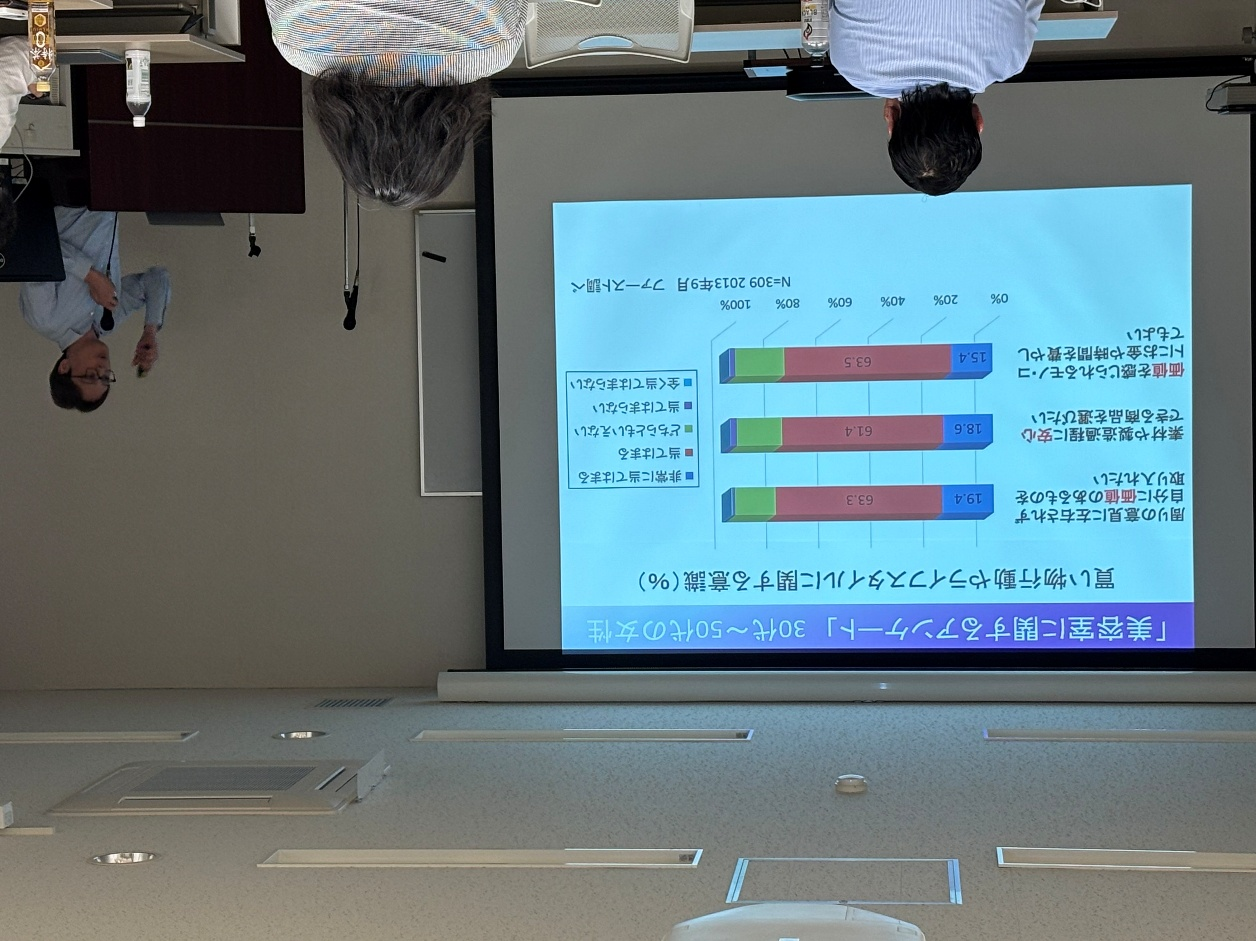 「美容室に関するアンケート」 30代～50代の女性
買い物行動やライフスタイルに関する意識(%)
周りの意見に左右されず
自分に価値のあるものを
取り入れたい
19.4
63.3
素材や製造過程に安心
できる商品を選びたい
18.6
61.4
価値を感じられるモノ・コ
トにお金や時間を費やし
てもよい
15.4
63.5
非常に当てはまる
当てはまる
どちらともいえない
当てはまらない
全く当てはまらない
0%
20%
40%
60%
80%
100%
N=309 2013年9月 ファースト調べ